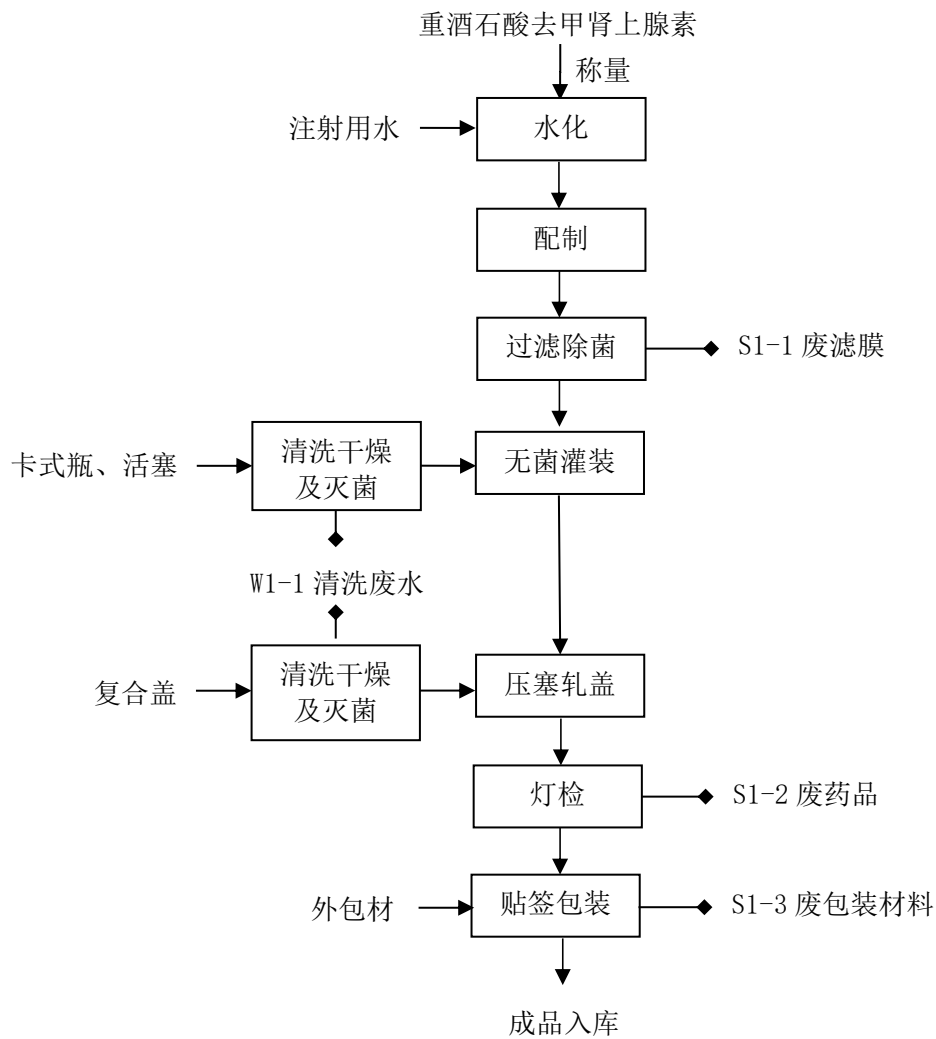 重酒石酸去甲肾上腺素
称量
注射用水
水化
配制
过滤除菌
S1-1 废滤膜
卡式瓶、活塞
清洗干燥
及灭菌
无菌灌装
W1-1 清洗废水
复合盖
清洗干燥
及灭菌
压塞轧盖
灯检
S1-2 废药品
外包材
贴签包装
S1-3 废包装材料
成品入库